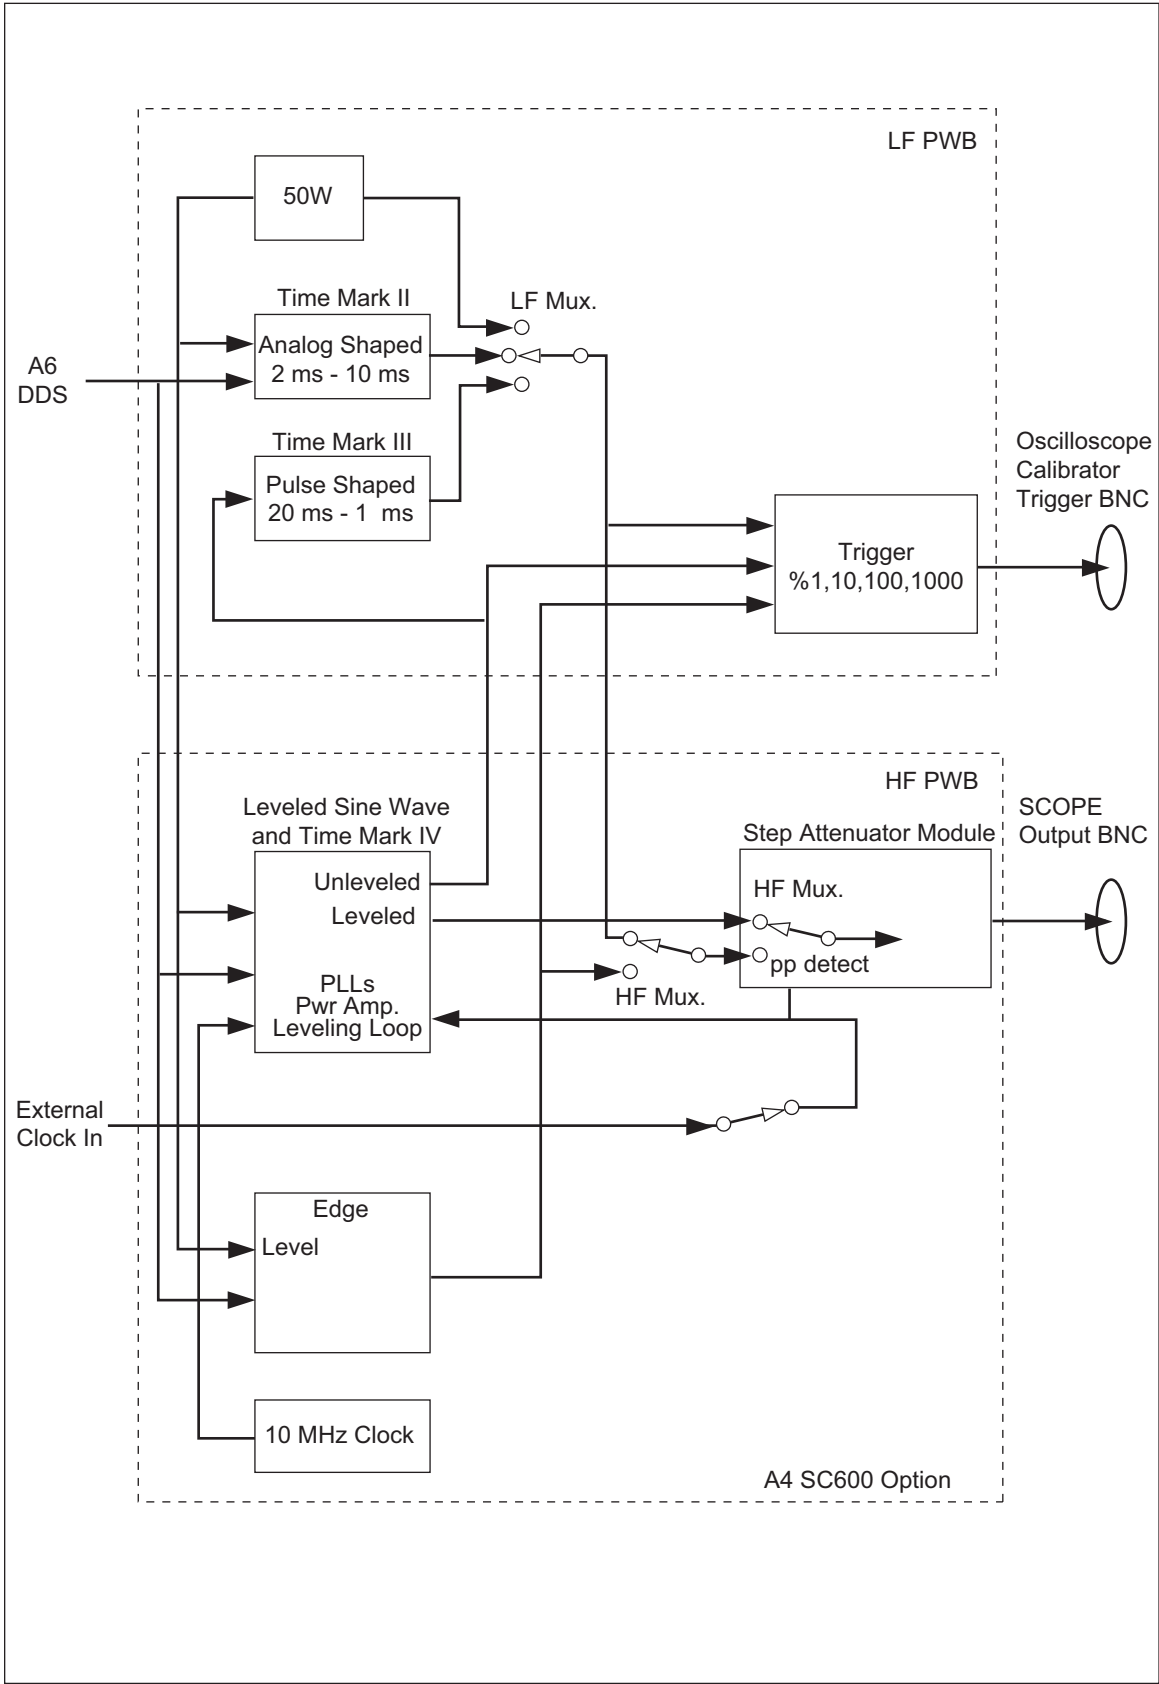 LF PWB
50W
Time Mark II
LF Mux.
Analog Shaped
2 ms - 10 ms
A6
DDS
Time Mark III
Pulse Shaped
20 ms - 1 ms
Oscilloscope
Calibrator
Trigger BNC
Trigger
%1,10,100,1000
HF PWB
Leveled Sine Wave
and Time Mark IV
SCOPE
Output BNC
Step Attenuator Module
Unleveled
Leveled
HF Mux.
pp detect
PLLs
Pwr Amp.
Leveling Loop
HF Mux.
External
Clock In
Edge
Level
10 MHz Clock
A4 SC600 Option